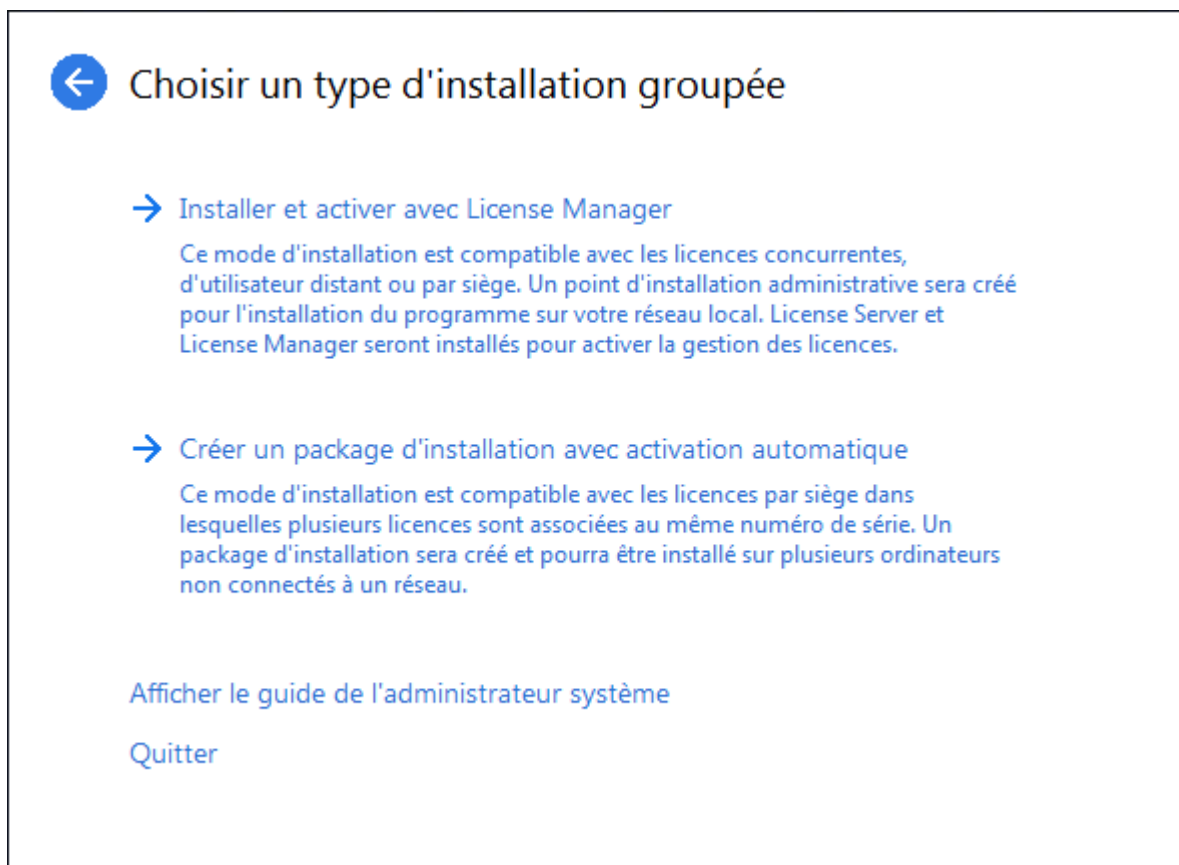 Choisir un type d'installation groupée
Installer et activer avec License Manager
Ce mode d'installation est compatible avec les licences concurrentes,
d'utilisateur distant ou par siège. Un point d'installation administrative sera créé
pour l'installation du programme sur votre réseau local. License Server et
License Manager seront installés pour activer la gestion des licences.
Créer un package d'installation avec activation automatique
Ce mode d'installation est compatible avec les licences par siège dans
lesquelles plusieurs licences sont associées au même numéro de série. Un
package d'installation sera créé et pourra être installé sur plusieurs ordinateurs
non connectés à un réseau.
Afficher le guide de l'administrateur système
Quitter